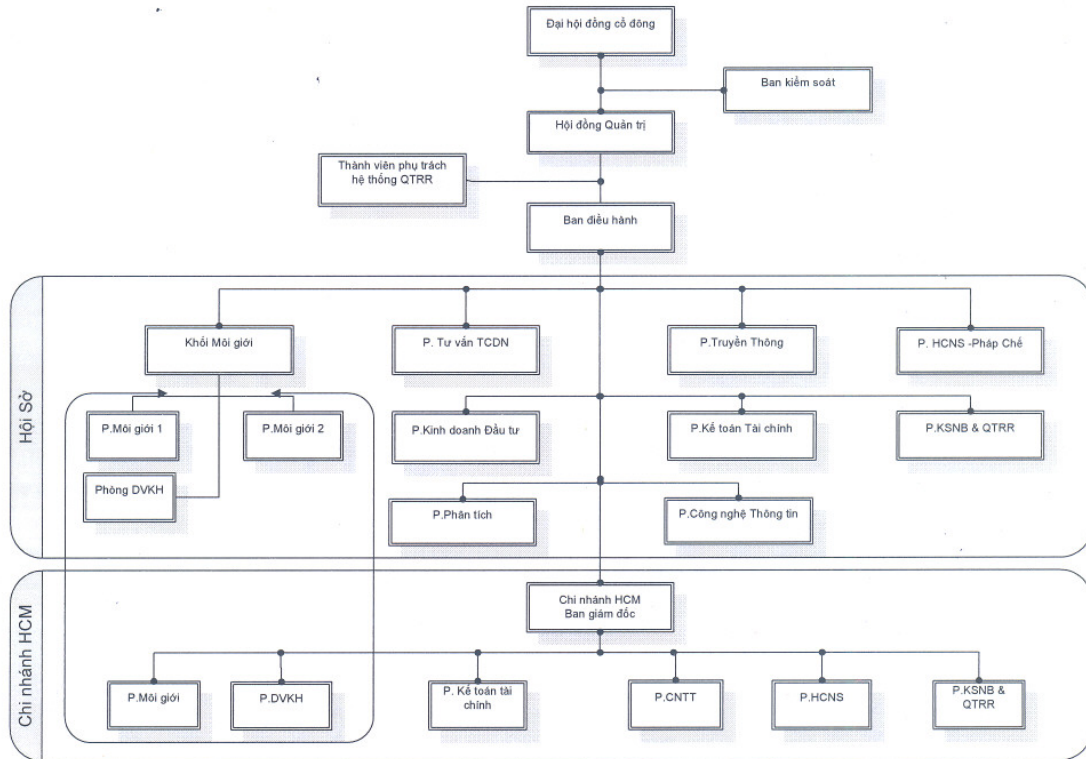 Đại hội đồng cổ đông
Ban kiểm soát
Hội đồng Quản trị
Thành viên phụ trách
hệ thống QTRR
Ban điều hành
Hội Sở
Khối Môi giới
P. Tư vấn TCDN
P.Truyền Thông
P. HCNS -Pháp Chế
P.Môi giới 1
P.Môi giới 2
P.Kinh doanh Đầu tư
P.Kế toán Tài chính
P.KSNB & QTRR
Phòng DVKH
P.Phân tích
P.Công nghệ Thông tin
Chi nhánh HCM
Chi nhánh HCM
Ban giám đốc
P.Môi giới
P.DVKH
P. Kế toán tài
chính
P.CNTT
P.HCNS
P.KSNB &
QTRR